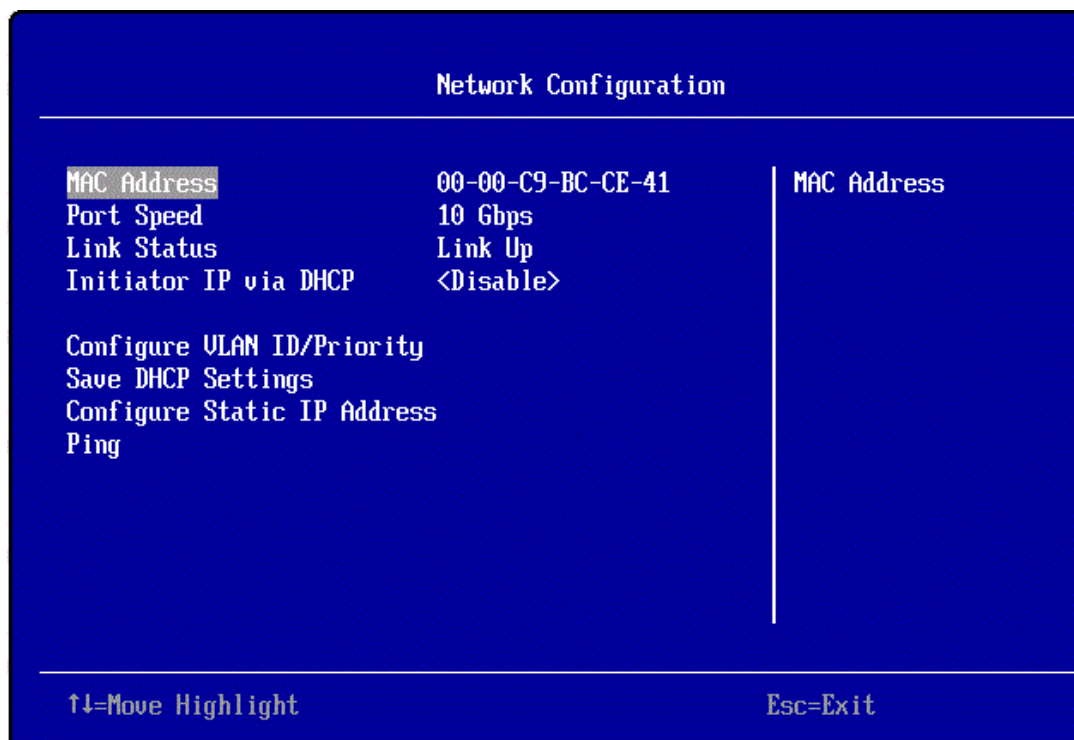 Network Configuration
MAC Address 00-00-C9-BC-CE-41 MAC Address
Port Speed 10 Gbps
Link Status Link Up
Initiator IP via DHCP <Disable>
Configure VLAN ID/Priority
Save DHCP Settings
Configure Static IP Address
Ping
↑↓=Move Highlight Esc=Exit